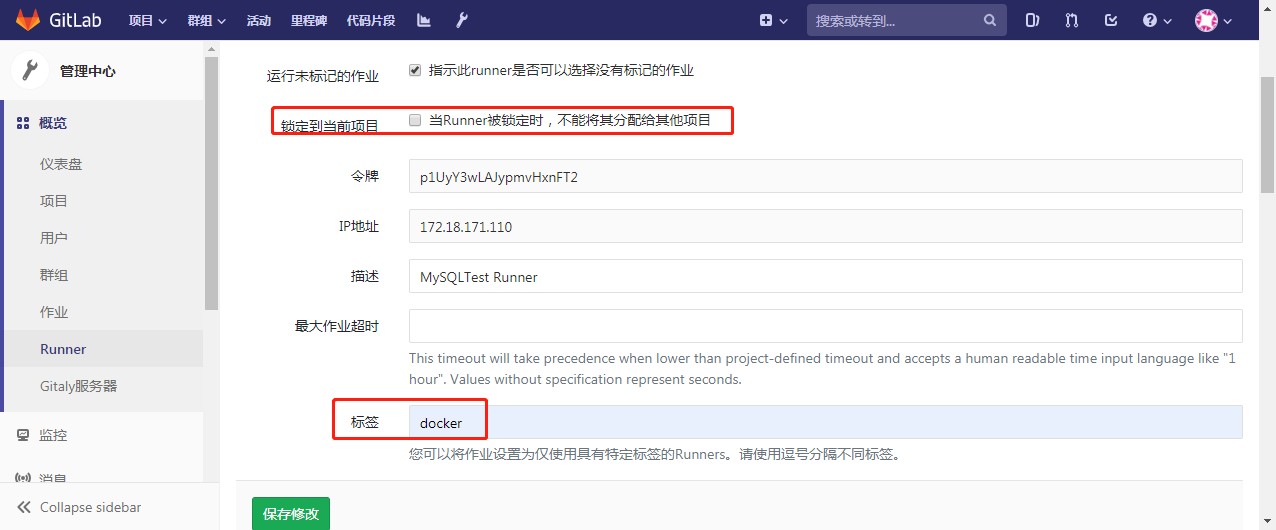 GitLab 项目 群组 活动 里程碑 代码片段 搜索或转到...
管理中心
概览
仪表盘
项目
用户
群组
作业
Runner
Gitaly服务器
监控
消息
Collapse sidebar
运行未标记的作业 指示此runner是否可以选择没有标记的作业
锁定到当前项目 当Runner被锁定时，不能将其分配给其他项目
令牌 p1UyY3wLAJypmvHxnFT2
IP地址 172.18.171.110
描述 MySQLTest Runner
最大作业超时
This timeout will take precedence when lower than project-defined timeout and accepts a human readable time input language like "1
hour". Values without specification represent seconds.
标签 docker
您可以将作业设置为仅使用具有特定标签的Runners。请使用逗号分隔不同标签。
保存修改